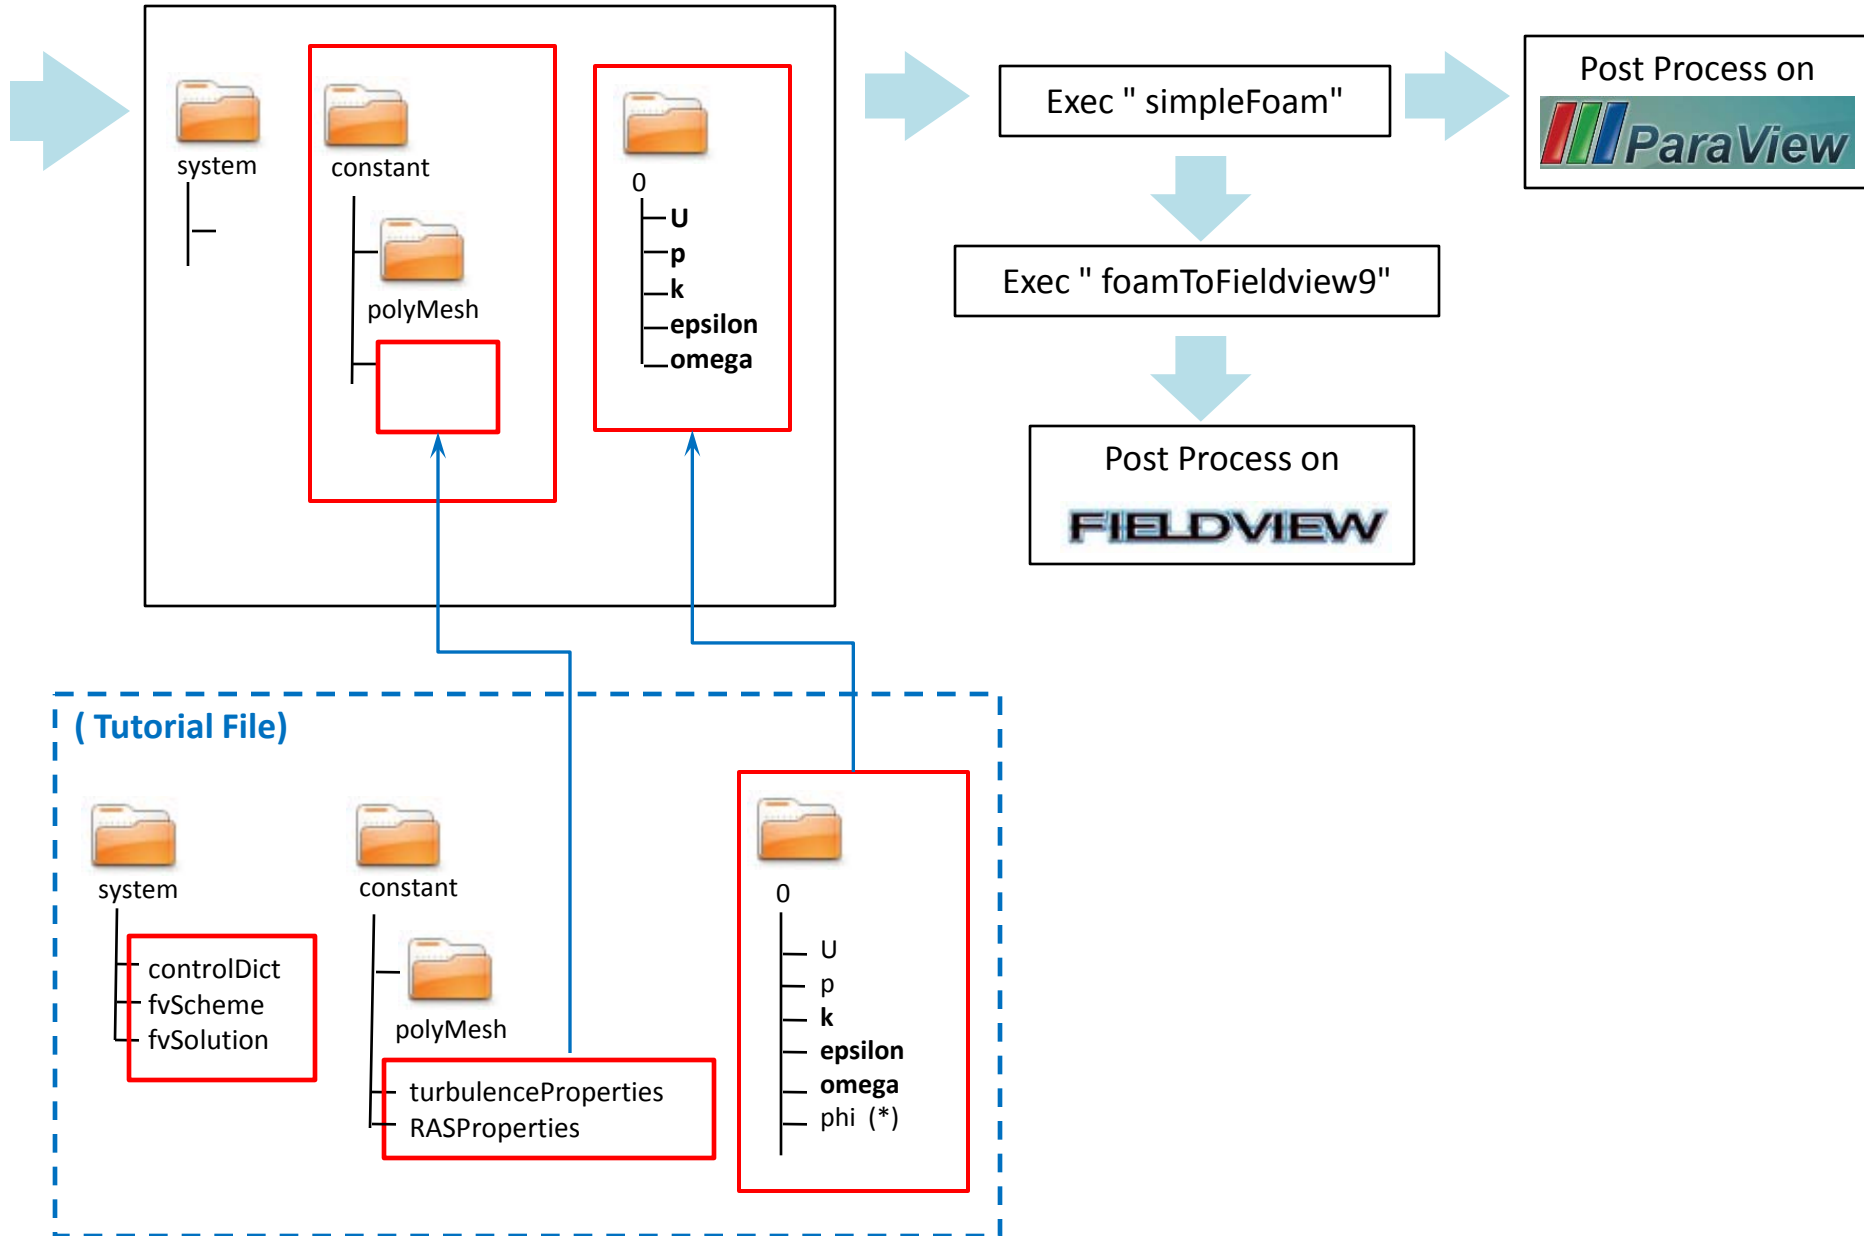 system
constant
polyMesh
0
U
p
k
epsilon
omega
Exec " simpleFoam"
Post Process on
ParaView
Exec " foamToFieldview9"
Post Process on
FIELDVIEW
( Tutorial File)
system
controlDict
fvScheme
fvSolution
constant
polyMesh
turbulenceProperties
RASProperties
0
U
p
k
epsilon
omega
phi (*)